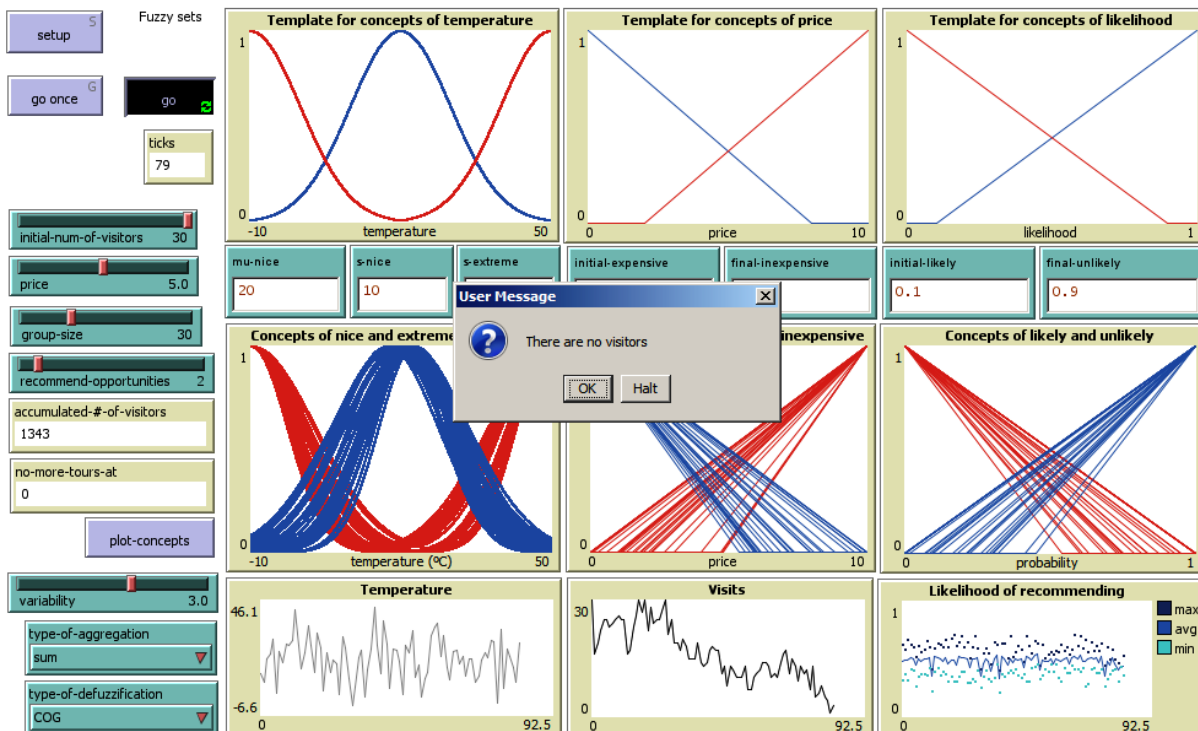 S
setup
Fuzzy sets
G
go once
go
ticks
79
initial-num-of-visitors 30
price 5.0
group-size 30
recommend-opportunities 2
accumulated-#-of-visitors
1343
no-more-tours-at
0
plot-concepts
variability 3.0
type-of-aggregation
sum
type-of-defuzzification
COG
Template for concepts of temperature
1
0
-10 temperature 50
Template for concepts of price
1
0
0 price 10
Template for concepts of likelihood
1
0
0 likelihood 1
mu-nice
20
s-nice
10
s-extreme
initial-expensive
final-inexpensive
initial-likely
0.1
final-unlikely
0.9
User Message
There are no visitors
OK
Halt
Concepts of nice and extreme
1
0
-10 temperature (ºC) 50
inexpensive
0 price 10
Concepts of likely and unlikely
1
0
0 probability 1
Temperature
46.1
-6.6
0 92.5
Visits
30
0
0 92.5
Likelihood of recommending
1
0
0 92.5
max
avg
min